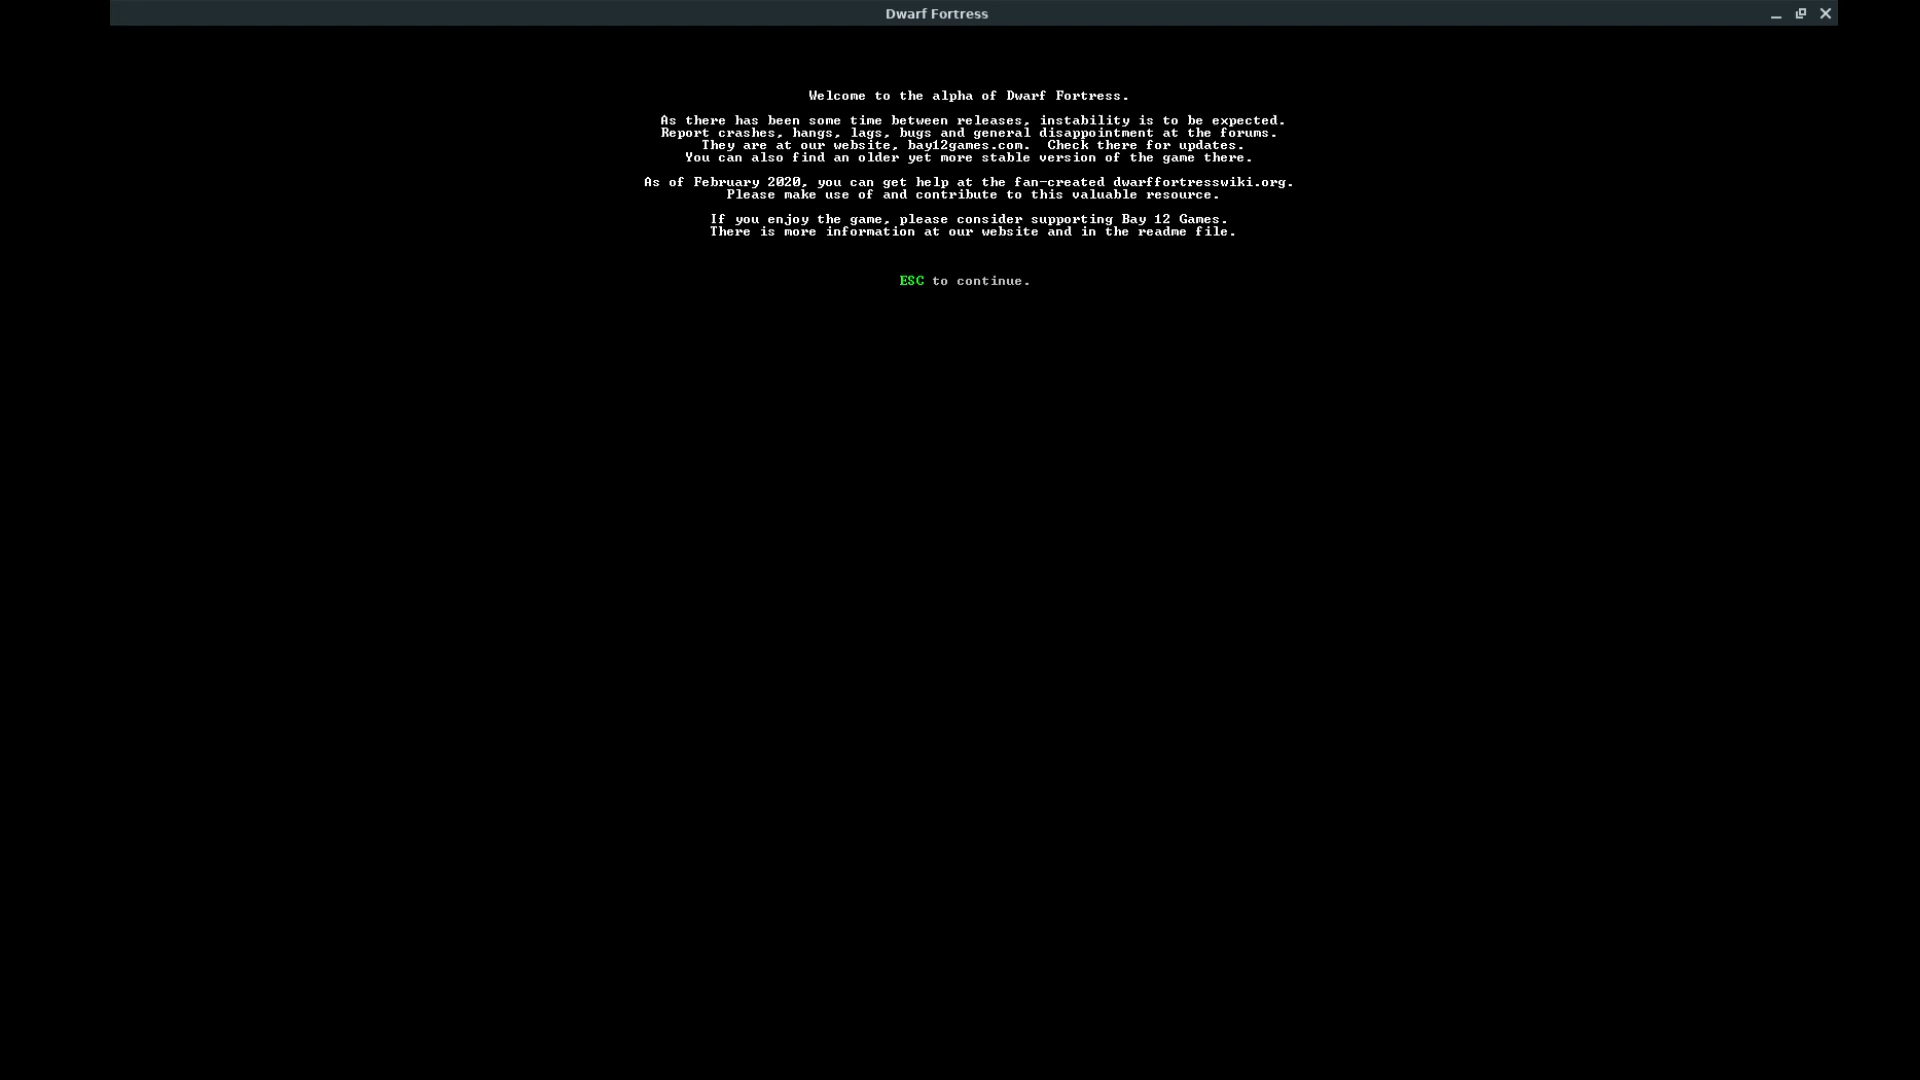 Dwarf Fortress
Welcome to the alpha of Dwarf Fortress.
As there has been some time between releases, instability is to be expected.
Report crashes, hangs, lags, bugs and general disappointment at the forums.
They are at our website, bay12games.com.  Check there for updates.
You can also find an older yet more stable version of the game there.
As of February 2020, you can get help at the fan-created dwarffortresswiki.org.
Please make use of and contribute to this valuable resource.
If you enjoy the game, please consider supporting Bay 12 Games.
There is more information at our website and in the readme file.
ESC to continue.